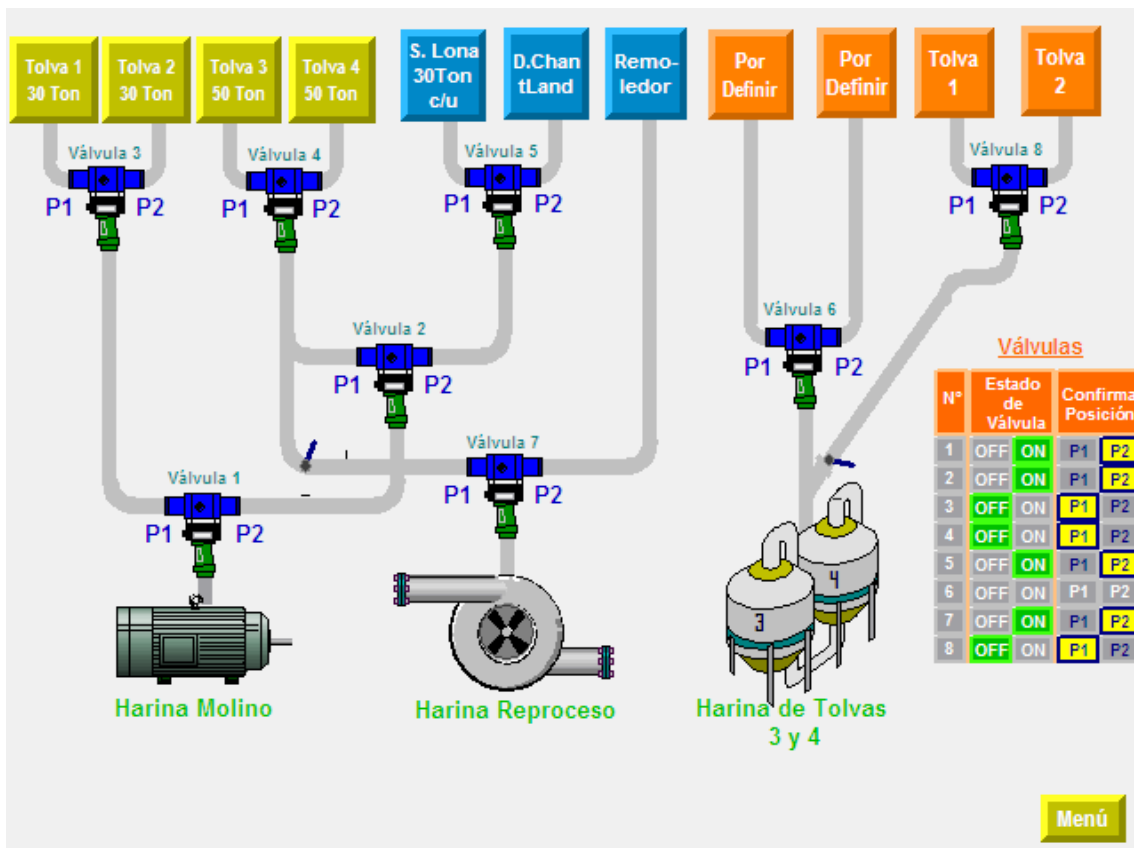 Tolva 1
30 Ton
Tolva 2
30 Ton
Tolva 3
50 Ton
Tolva 4
50 Ton
S. Lona
30Ton
c/u
D.Chan
tLand
Remo-
ledor
Por
Definir
Por
Definir
Tolva
1
Tolva
2
Válvula 3
P1 P2
Válvula 4
P1 P2
Válvula 5
P1 P2
Válvula 8
P1 P2
Válvula 2
P1 P2
Válvula 6
P1 P2
Válvula 7
P1 P2
Válvula 1
P1 P2
Válvulas
N° Estado de Válvula Confirma Posición
1 OFF ON P1 P2
2 OFF ON P1 P2
3 OFF ON P1 P2
4 OFF ON P1 P2
5 OFF ON P1 P2
6 OFF ON P1 P2
7 OFF ON P1 P2
8 OFF ON P1 P2
3
4
Harina Molino
Harina Reproceso
Harina de Tolvas
3 y 4
Menú